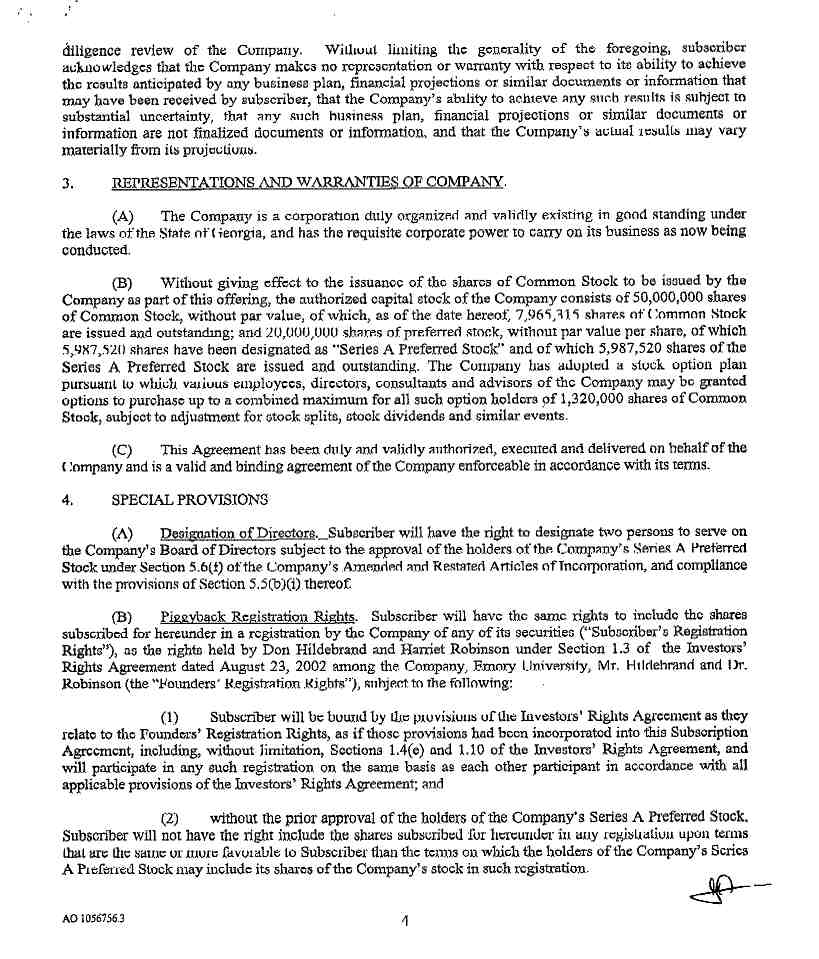 diligence review of the Company. Without limiting the generality of the foregoing, subscriber
acknowledges that the Company makes no representation or warranty with respect to its ability to achieve
the results anticipated by any business plan, financial projections or similar documents or information that
may have been received by subscriber, that the Company's ability to achieve any such results is subject to
substantial uncertainty, that any such business plan, financial projections or similar documents or
information are not finalized documents or information, and that the Company's actual results may vary
materially from its projections.
3. REPRESENTATIONS AND WARRANTIES OF COMPANY.
(A) The Company is a corporation duly organized and validly existing in good standing under
the laws of the State of Georgia, and has the requisite corporate power to carry on its business as now being
conducted.
(B) Without giving effect to the issuance of the shares of Common Stock to be issued by the
Company as part of this offering, the authorized capital stock of the Company consists of 50,000,000 shares
of Common Stock, without par value, of which, as of the date hereof, 7,965,315 shares of Common Stock
are issued and outstanding; and 20,000,000 shares of preferred stock, without par value per share, of which
5,987,520 shares have been designated as "Series A Preferred Stock" and of which 5,987,520 shares of the
Series A Preferred Stock are issued and outstanding. The Company has adopted a stock option plan
pursuant to which various employees, directors, consultants and advisors of the Company may be granted
options to purchase up to a combined maximum for all such option holders of 1,320,000 shares of Common
Stock, subject to adjustment for stock splits, stock dividends and similar events.
(C) This Agreement has been duly and validly authorized, executed and delivered on behalf of the
Company and is a valid and binding agreement of the Company enforceable in accordance with its terms.
4. SPECIAL PROVISIONS
(A) Designation of Directors. Subscriber will have the right to designate two persons to serve on
the Company's Board of Directors subject to the approval of the holders of the Company's Series A Preferred
Stock under Section 5.6(f) of the Company's Amended and Restated Articles of Incorporation, and compliance
with the provisions of Section 5.5(b)(i) thereof.
(B) Piggyback Registration Rights. Subscriber will have the same rights to include the shares
subscribed for hereunder in a registration by the Company of any of its securities ("Subscriber's Registration
Rights"), as the rights held by Don Hildebrand and Harriet Robinson under Section 1.3 of the Investors'
Rights Agreement dated August 23, 2002 among the Company, Emory University, Mr. Hildebrand and Dr.
Robinson (the "Founders' Registration Rights"), subject to the following:
(1) Subscriber will be bound by the provisions of the Investors' Rights Agreement as they
relate to the Founders' Registration Rights, as if those provisions had been incorporated into this Subscription
Agreement, including, without limitation, Sections 1.4(e) and 1.10 of the Investors' Rights Agreement, and
will participate in any such registration on the same basis as each other participant in accordance with all
applicable provisions of the Investors' Rights Agreement; and
(2) without the prior approval of the holders of the Company's Series A Preferred Stock,
Subscriber will not have the right include the shares subscribed for hereunder in any registration upon terms
that are the same or more favorable to Subscriber than the terms on which the holders of the Company's Series
A Preferred Stock may include its shares of the Company's stock in such registration.
AO 1056756.3
4